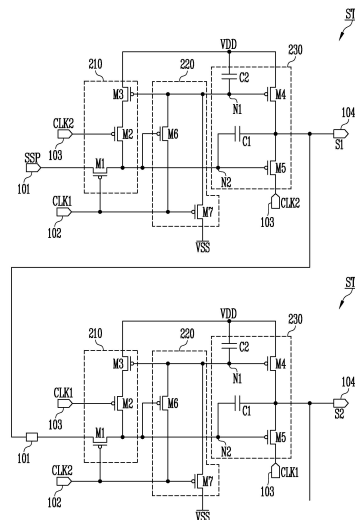 ST
210 220 VDD 230
C2
M3 N1 M4
104
CLK2 M2 M6 C1
103 S1
SSP M1 M5
101 N2
CLK1 103 CLK2
102 M7
VSS
ST
210 220 VDD 230
C2
M3 N1 M4
104
CLK1 M2 M6 C1
103 S2
M1 M5
101 N2
CLK2 103 CLK1
102 M7
VSS